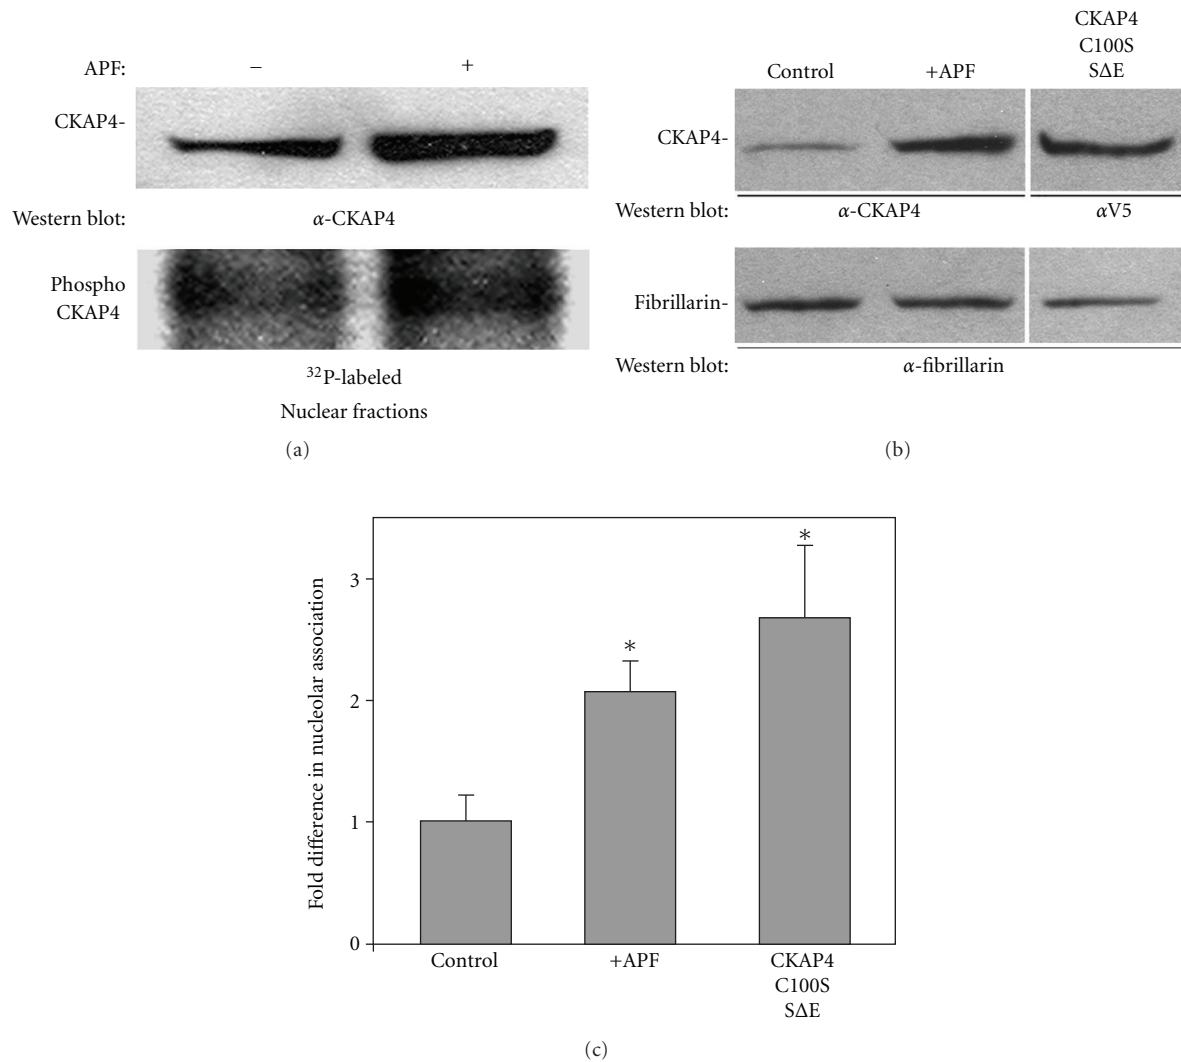 APF: − +
CKAP4-
Western blot: α-CKAP4
Phospho
CKAP4
³²P-labeled
Nuclear fractions
(a)
CKAP4
C100S
SΔE
Control +APF
CKAP4-
Western blot: α-CKAP4 αV5
Fibrillarin-
Western blot: α-fibrillarin
(b)
Fold difference in nucleolar association
3
2
1
0
*
*
Control +APF CKAP4
C100S
SΔE
(c)